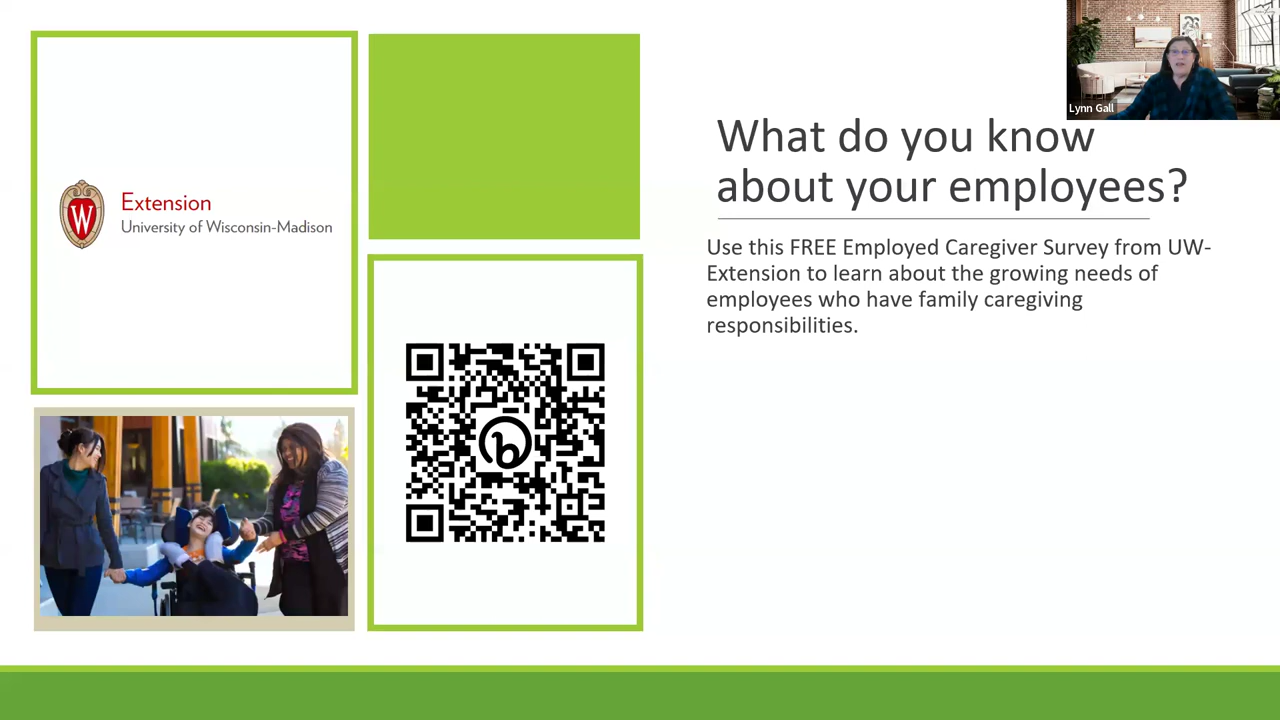 Lynn Gall
What do you know
about your employees?
Extension
University of Wisconsin-Madison
W
Use this FREE Employed Caregiver Survey from UW-
Extension to learn about the growing needs of
employees who have family caregiving
responsibilities.
b